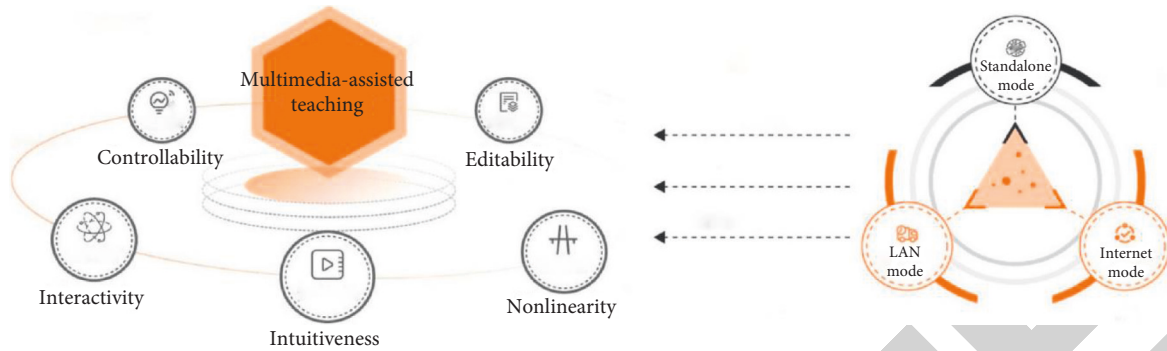 Multimedia-assisted
teaching
Controllability
Editability
Interactivity
Intuitiveness
Nonlinearity
Standalone
mode
LAN
mode
Internet
mode